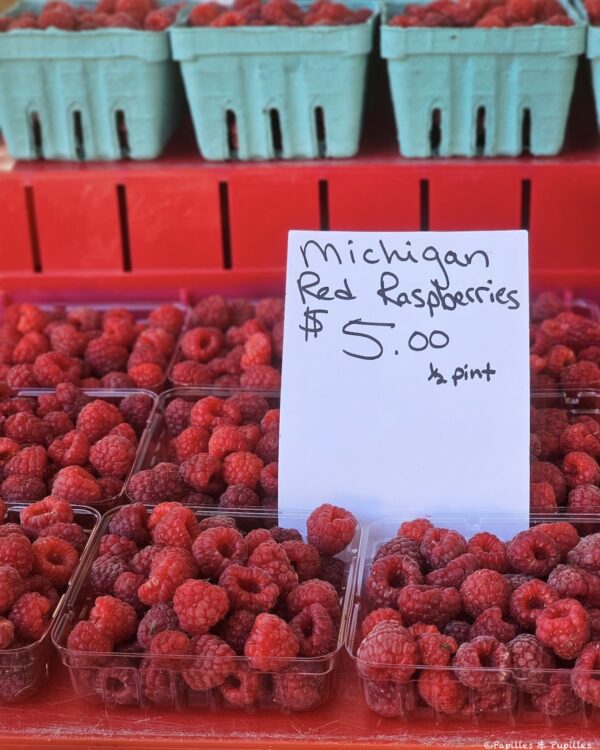 Michigan
Red Raspberries
$ 5.00
½ pint
©Papilles & Pupilles